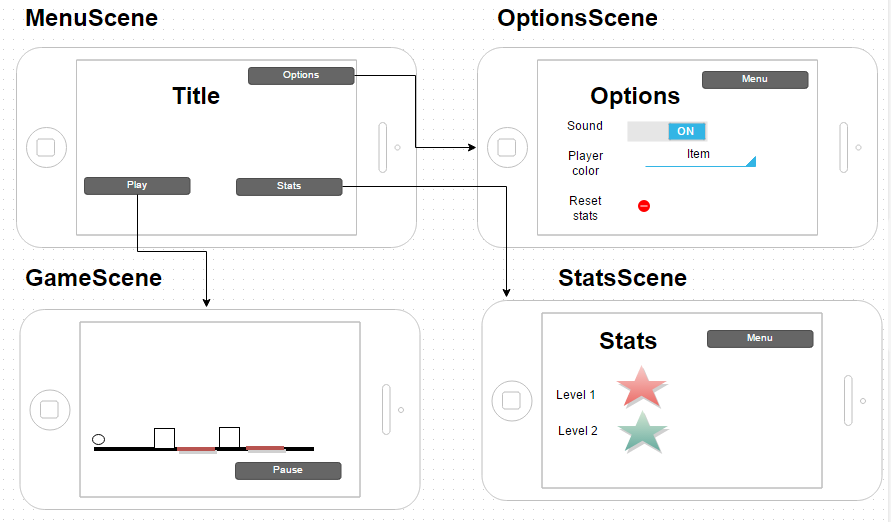 MenuScene
Options
Title
Play
Stats
OptionsScene
Menu
Options
Sound
ON
Player
color
Item
Reset
stats
GameScene
Pause
StatsScene
Stats
Menu
Level 1
Level 2